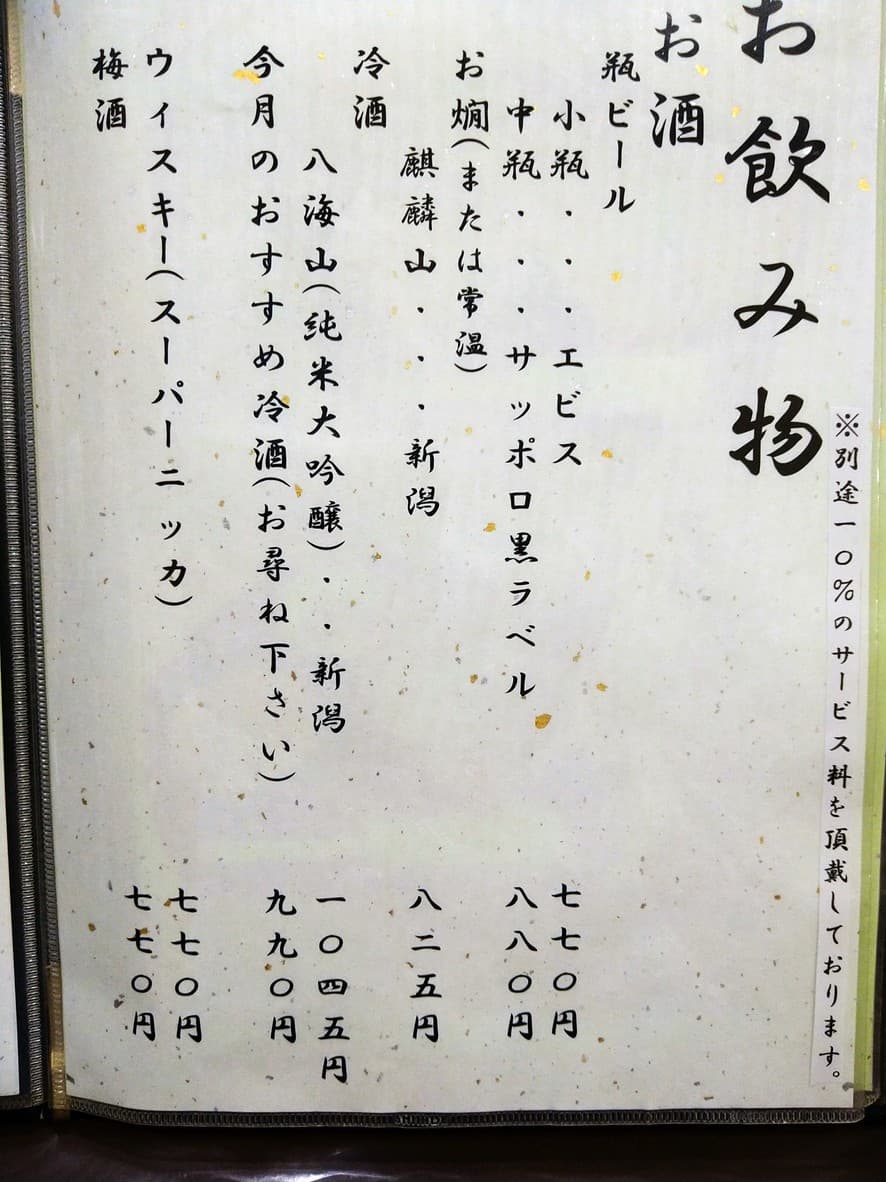 ※別途一〇%のサービス料を頂戴しております。
お飲み物
お酒
瓶ビール
小瓶・・・エビス 七七〇円
中瓶・・・サッポロ黒ラベル 八八〇円
お燗(または常温)
麒麟山・・・新潟 八二五円
冷酒
八海山(純米大吟醸)・・新潟 一〇四五円
今月のおすすめ冷酒(お尋ね下さい) 九九〇円
ウィスキー(スーパーニッカ) 七七〇円
梅酒 七七〇円